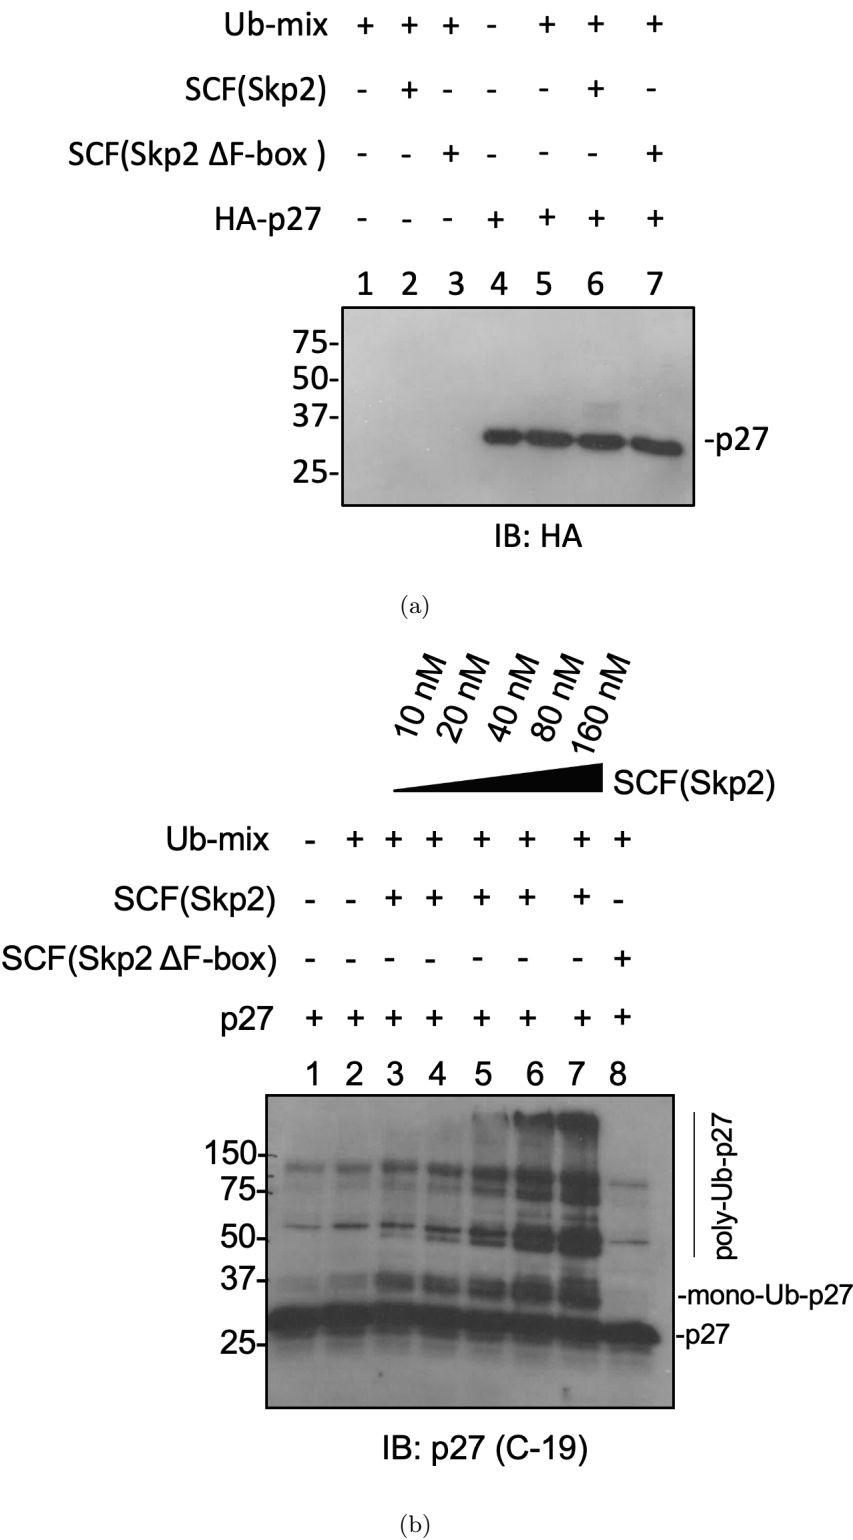 Ub-mix + + + - + + +
SCF(Skp2) - + - - - + -
SCF(Skp2 ΔF-box ) - - + - - - +
HA-p27 - - - + + + +
1 2 3 4 5 6 7
75-
50-
37-
-p27
25-
IB: HA
(a)
10 nM 20 nM 40 nM 80 nM 160 nM
SCF(Skp2)
Ub-mix - + + + + + + +
SCF(Skp2) - - + + + + + -
SCF(Skp2 ΔF-box) - - - - - - - +
p27 + + + + + + + +
1 2 3 4 5 6 7 8
150-
75-
50-
37-
25-
poly-Ub-p27
-mono-Ub-p27
-p27
IB: p27 (C-19)
(b)